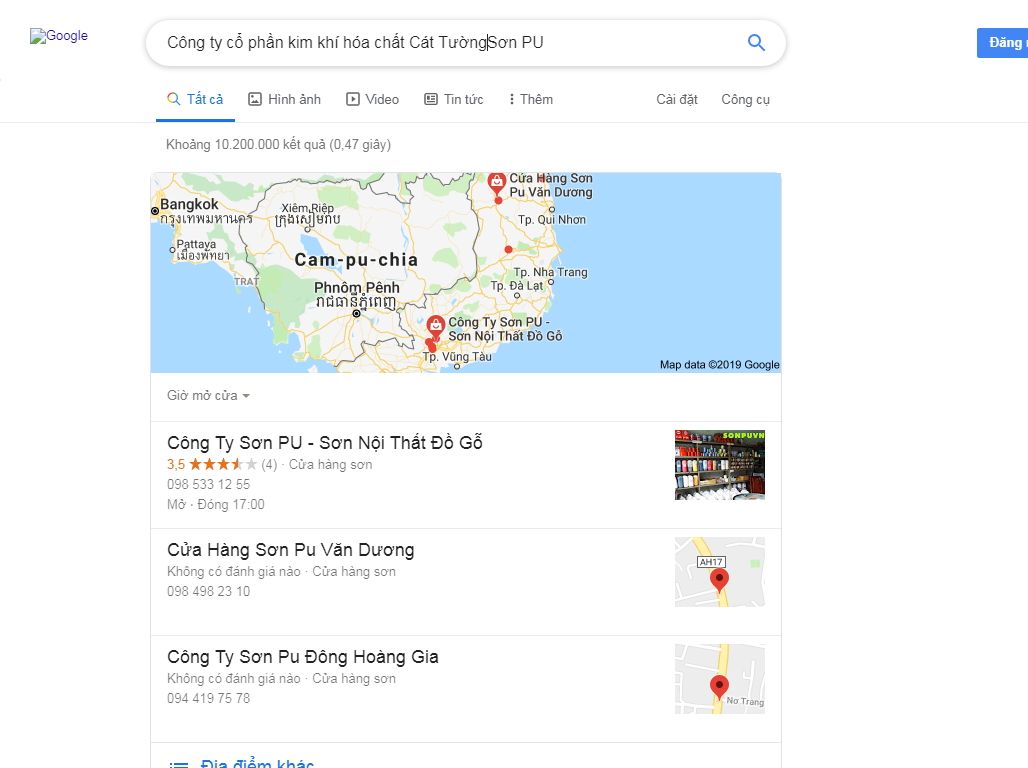 Google
Công ty cổ phần kim khí hóa chất Cát TườngSơn PU
Đăng
Tất cả
Hình ảnh
Video
Tin tức
Thêm
Cài đặt
Công cụ
Khoảng 10.200.000 kết quả (0,47 giây)
Cửa Hàng Sơn
Pu Văn Dương
Bangkok
กรุงเทพมหานคร
Xiêm Riệp
ក្រុងសៀមរាប
Tp. Qui Nhơn
Pattaya
เมืองพัทยา
Cam-pu-chia
TRAT
Tp. Nha Trang
Tp. Đà Lạt
Phnôm Pênh
រាជធានីភ្នំពេញ
Công Ty Sơn PU -
Sơn Nội Thất Đồ Gỗ
Tp. Vũng Tàu
Map data ©2019 Google
Giờ mở cửa
Công Ty Sơn PU - Sơn Nội Thất Đồ Gỗ
3,5 (4) · Cửa hàng sơn
098 533 12 55
Mở · Đóng 17:00
SONPUVN
Cửa Hàng Sơn Pu Văn Dương
Không có đánh giá nào · Cửa hàng sơn
098 498 23 10
AH17
Công Ty Sơn Pu Đông Hoàng Gia
Không có đánh giá nào · Cửa hàng sơn
094 419 75 78
Nơ Trang
Địa điểm khác